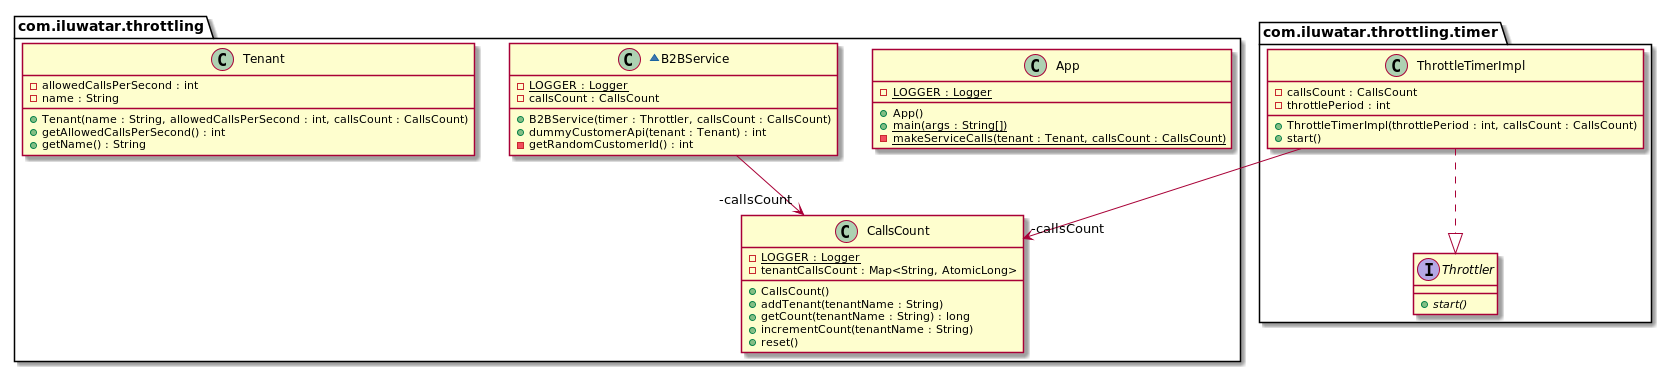 com.iluwatar.throttling
C Tenant
allowedCallsPerSecond : int
name : String
Tenant(name : String, allowedCallsPerSecond : int, callsCount : CallsCount)
getAllowedCallsPerSecond() : int
getName() : String
C B2BService
LOGGER : Logger
callsCount : CallsCount
B2BService(timer : Throttler, callsCount : CallsCount)
dummyCustomerApi(tenant : Tenant) : int
getRandomCustomerId() : int
C App
LOGGER : Logger
App()
main(args : String[])
makeServiceCalls(tenant : Tenant, callsCount : CallsCount)
-callsCount
C CallsCount
LOGGER : Logger
tenantCallsCount : Map<String, AtomicLong>
CallsCount()
addTenant(tenantName : String)
getCount(tenantName : String) : long
incrementCount(tenantName : String)
reset()
com.iluwatar.throttling.timer
C ThrottleTimerImpl
callsCount : CallsCount
throttlePeriod : int
ThrottleTimerImpl(throttlePeriod : int, callsCount : CallsCount)
start()
-callsCount
I Throttler
start()